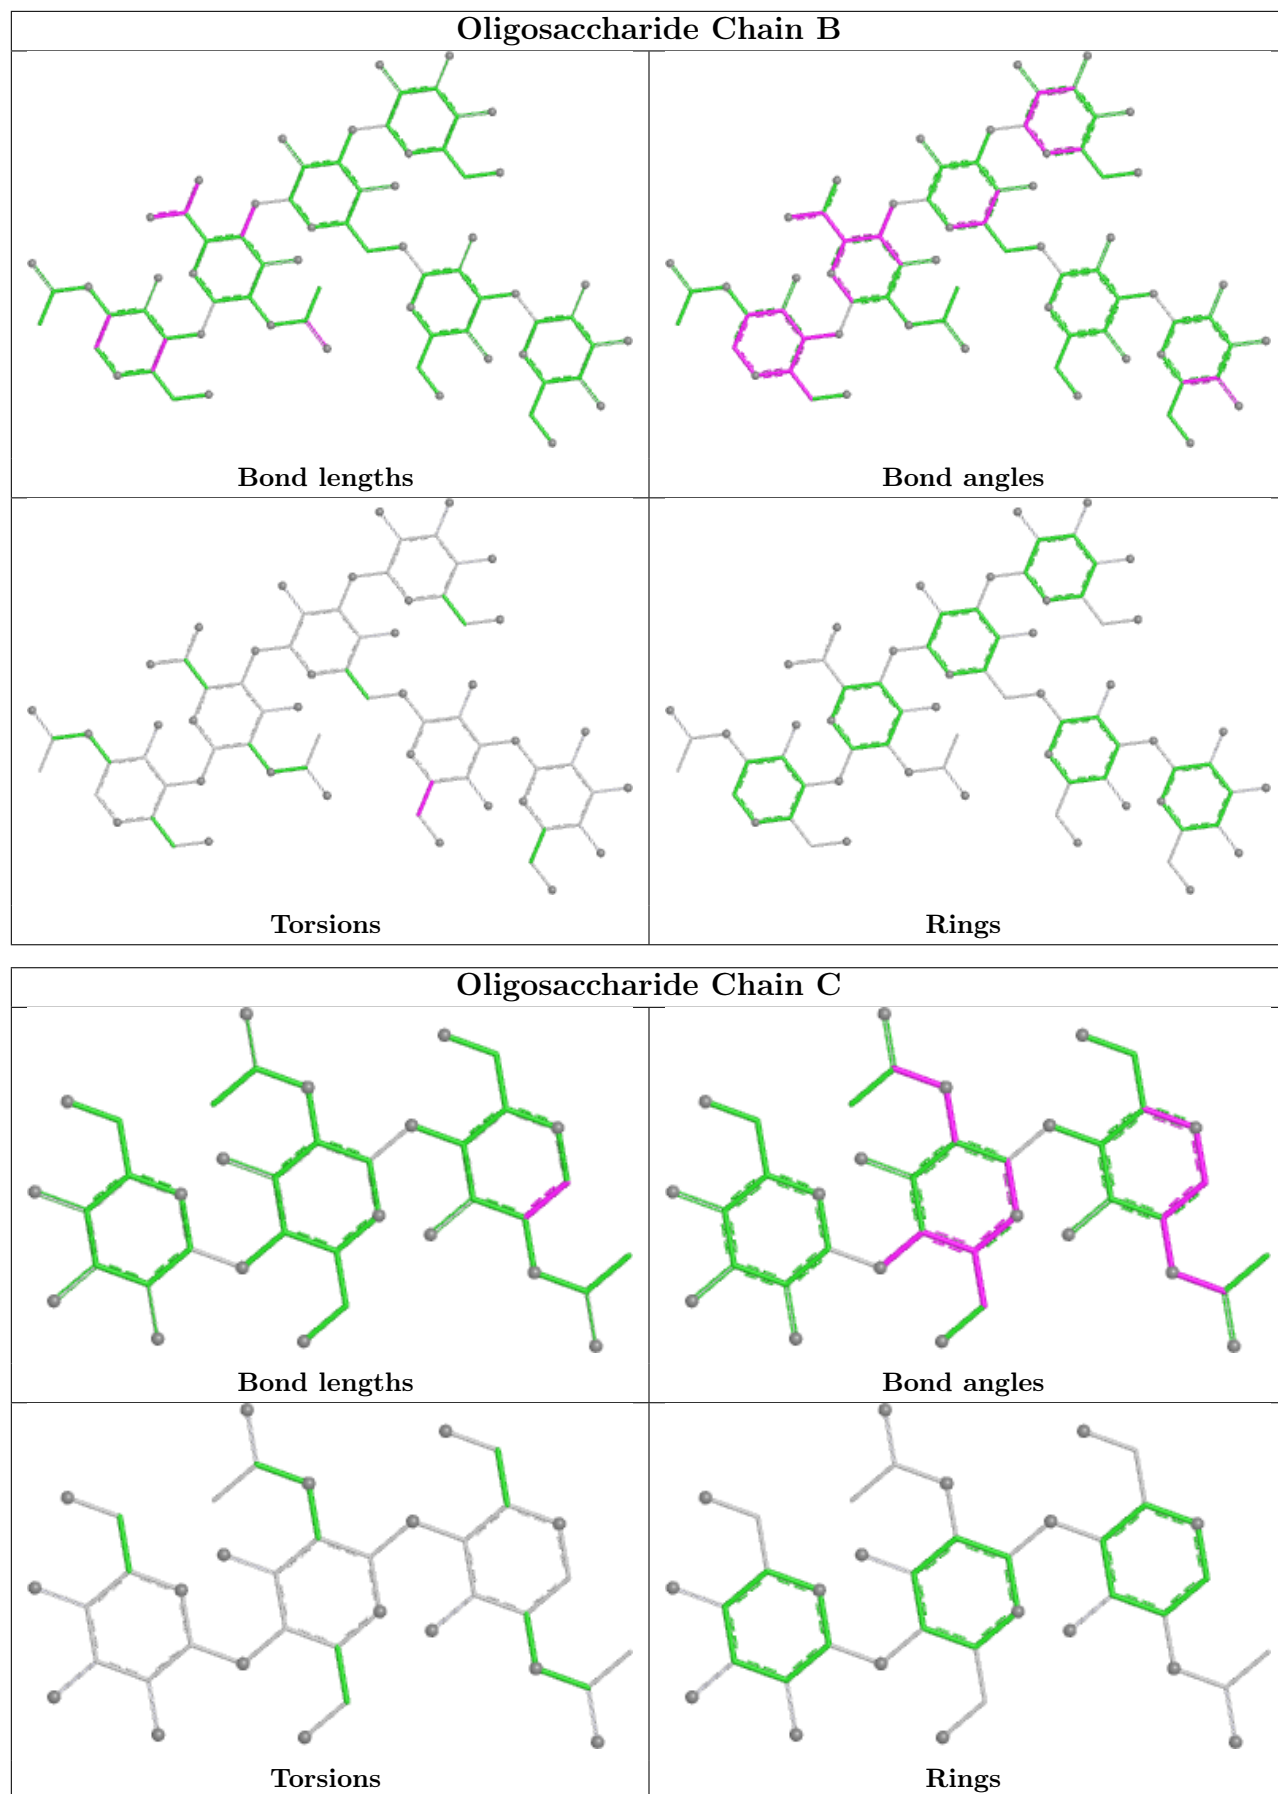 Oligosaccharide Chain B
Bond lengths
Bond angles
Torsions
Rings
Oligosaccharide Chain C
Bond lengths
Bond angles
Torsions
Rings